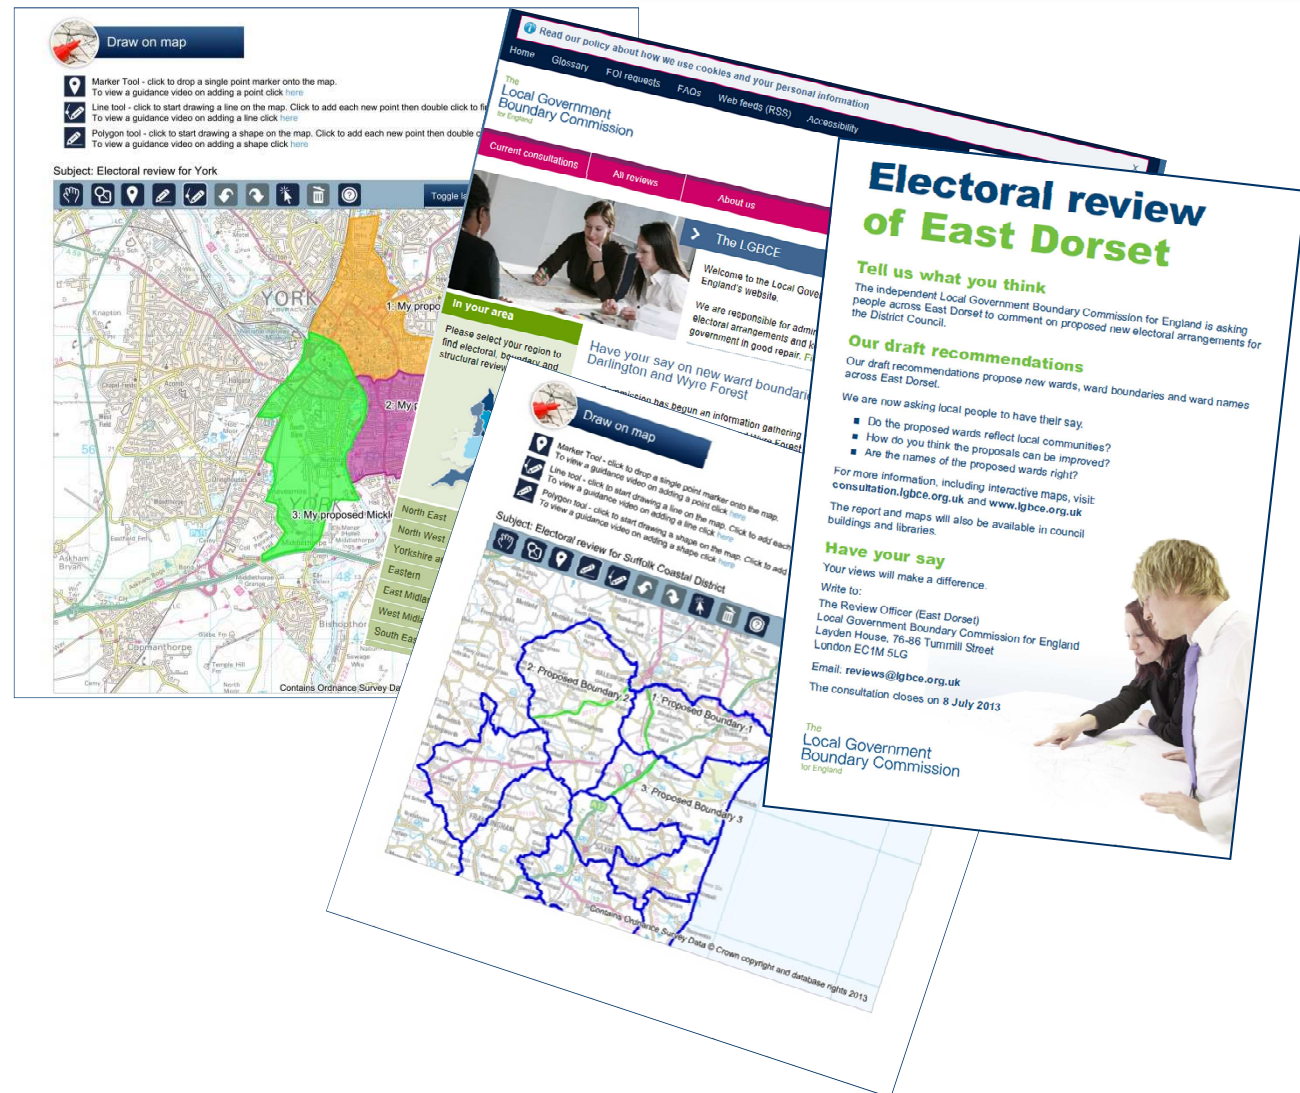 Draw on map
Marker Tool - click to drop a single point marker onto the map.
To view a guidance video on adding a point click here
Line tool - click to start drawing a line on the map. Click to add each new point then double click to
To view a guidance video on adding a line click here
Polygon tool - click to start drawing a shape on the map. Click to add each new point then double
To view a guidance video on adding a shape click here
Subject: Electoral review for York
Toggle
YORK
Knapton
Acomb
Holgate
1: My propo
2: My
YORK
3: My proposed Mickl
Askham
Bryan
Copmanthorpe
Bishopthor
56
48
Contains Ordnance Survey Da
Read our policy about how we use cookies and your personal information
x
Home
Glossary
FOI requests
FAQs
Web feeds (RSS)
Accessibility
The
Local Government
Boundary Commission
for England
Current consultations
All reviews
About us
The LGBCE
Welcome to the Local Gove
England's website.
We are responsible for admin
electoral arrangements and k
government in good repair.
In your area
Please select your region to
find electoral, boundary and
structural review
Have your say on new ward boundarie
Darlington and Wyre Forest
mission has begun an information gathering
Wyre Forest
North East
North West
Yorkshire a
Eastern
East Midla
West Midl
South Eas
Draw on map
Marker Tool - click to drop a single point marker onto the map.
To view a guidance video on adding a point click here
Line tool - click to start drawing a line on the map. Click to add each
To view a guidance video on adding a line click here
Polygon tool - click to start drawing a shape on the map. Click to add
To view a guidance video on adding a shape click here
Subject: Electoral review for Suffolk Coastal District
2: Proposed Boundary 2
1: Proposed Boundary 1
3: Proposed Boundary 3
FRAMLINGHAM
Contains Ordnance Survey Data © Crown copyright and database rights 2013
Electoral review
of East Dorset
Tell us what you think
The independent Local Government Boundary Commission for England is asking
people across East Dorset to comment on proposed new electoral arrangements for
the District Council.
Our draft recommendations
Our draft recommendations propose new wards, ward boundaries and ward names
across East Dorset.
We are now asking local people to have their say.
■ Do the proposed wards reflect local communities?
■ How do you think the proposals can be improved?
■ Are the names of the proposed wards right?
For more information, including interactive maps, visit:
consultation.lgbce.org.uk and www.lgbce.org.uk
The report and maps will also be available in council
buildings and libraries.
Have your say
Your views will make a difference.
Write to:
The Review Officer (East Dorset)
Local Government Boundary Commission for England
Layden House, 76-86 Turnmill Street
London EC1M 5LG
Email: reviews@lgbce.org.uk
The consultation closes on 8 July 2013
The
Local Government
Boundary Commission
for England